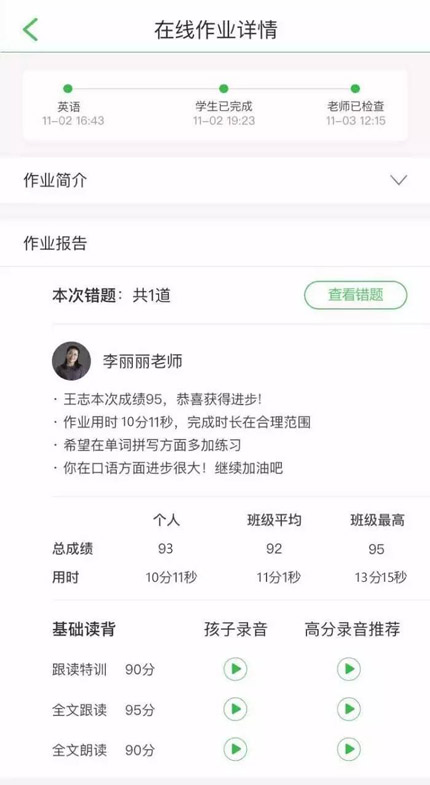 在线作业详情
英语 学生已完成 老师已检查
11-02 16:43 11-02 19:23 11-03 12:15
作业简介
作业报告
本次错题：共1道 查看错题
李丽丽老师
· 王志本次成绩95，恭喜获得进步!
· 作业用时 10分11秒，完成时长在合理范围
· 希望在单词拼写方面多加练习
· 你在口语方面进步很大！继续加油吧
个人 班级平均 班级最高
总成绩 93 92 95
用时 10分11秒 11分1秒 13分15秒
基础读背 孩子录音 高分录音推荐
跟读特训 90分
全文跟读 95分
全文朗读 90分